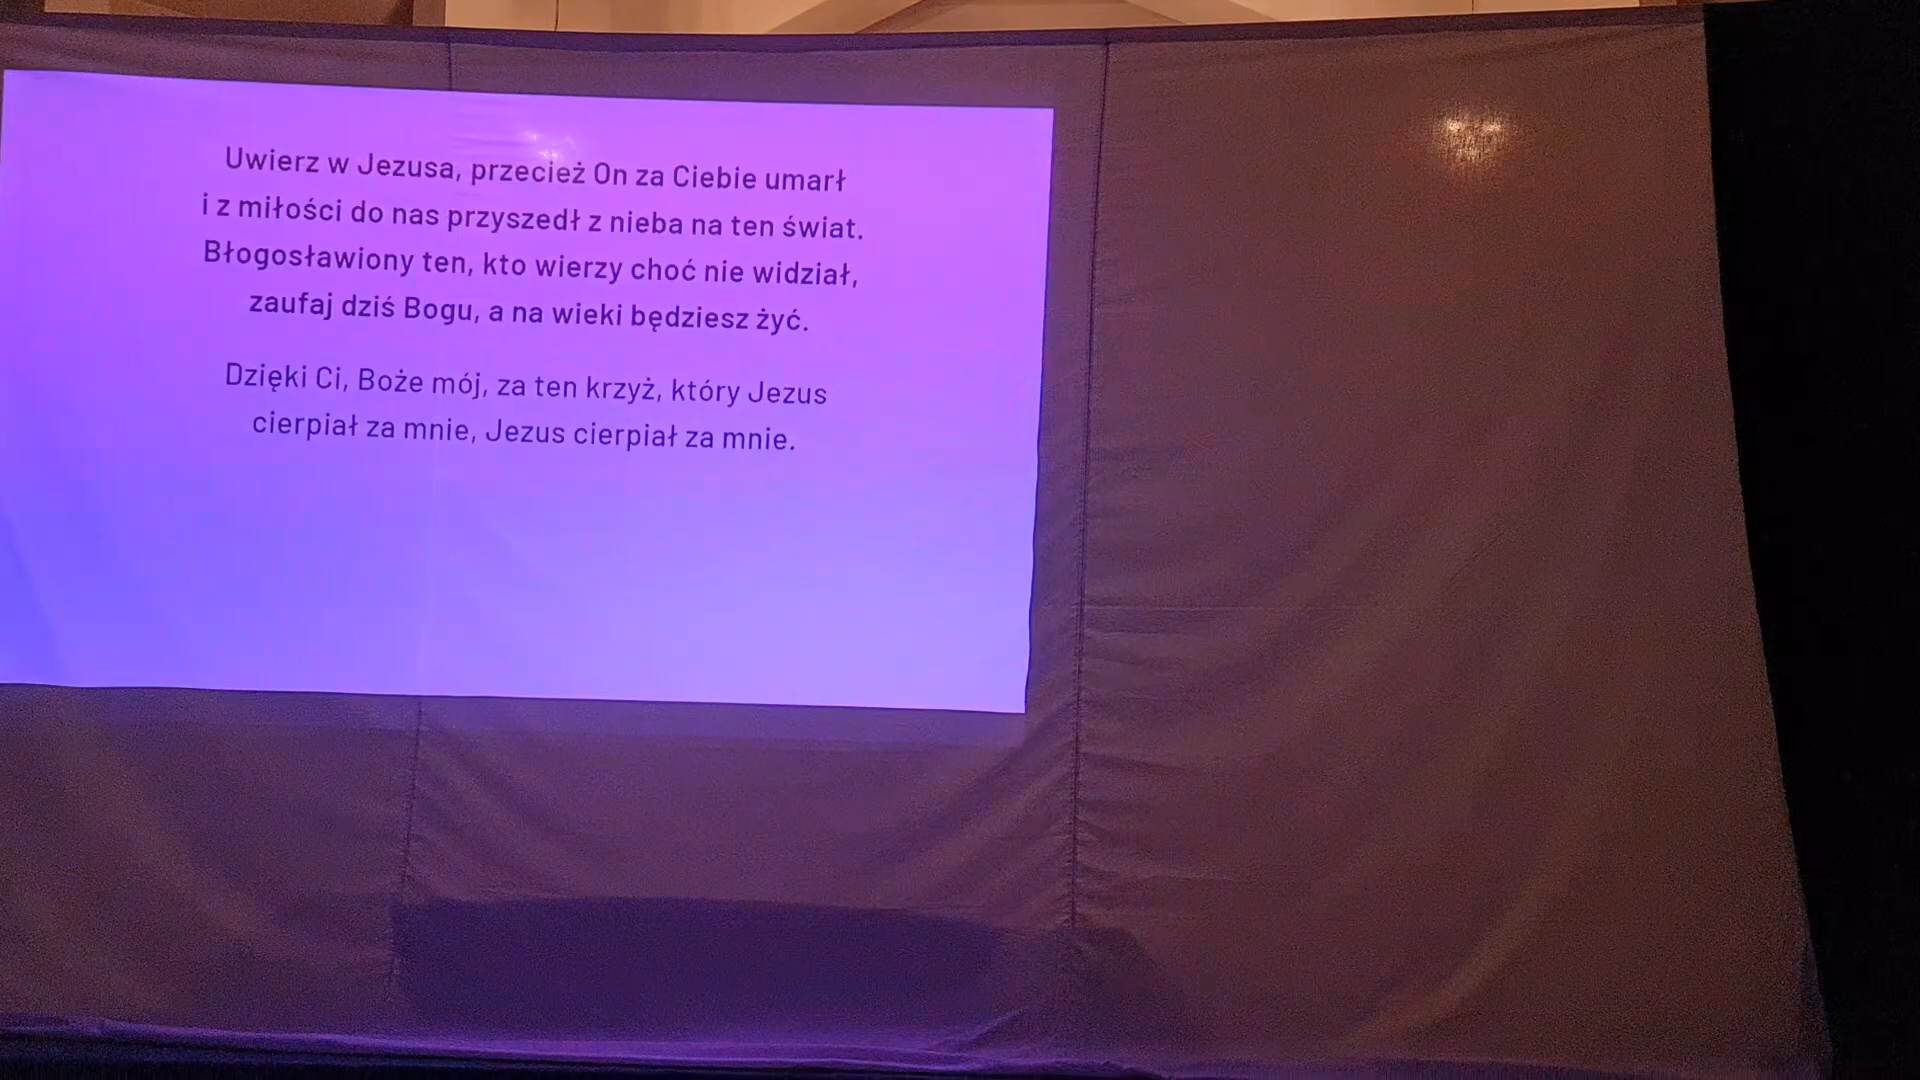 Uwierz w Jezusa, przecież On za Ciebie umarł
i z miłości do nas przyszedł z nieba na ten świat.
Błogosławiony ten, kto wierzy choć nie widział,
zaufaj dziś Bogu, a na wieki będziesz żyć.
Dzięki Ci, Boże mój, za ten krzyż, który Jezus
cierpiał za mnie, Jezus cierpiał za mnie.